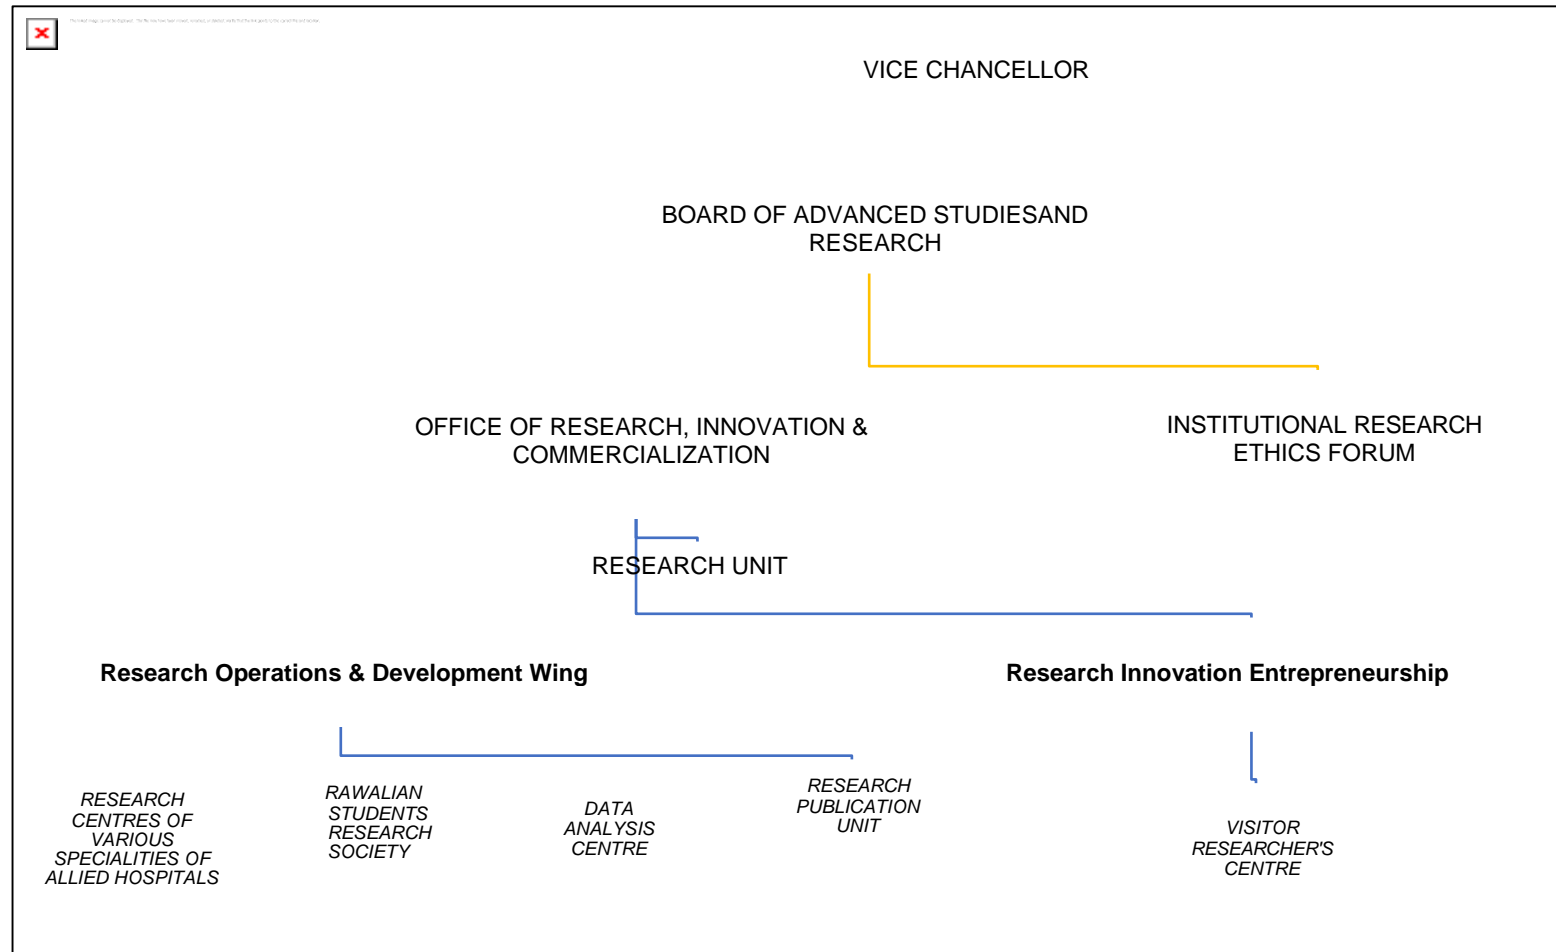 VICE CHANCELLOR
BOARD OF ADVANCED STUDIESAND
RESEARCH
OFFICE OF RESEARCH, INNOVATION &
COMMERCIALIZATION
INSTITUTIONAL RESEARCH
ETHICS FORUM
RESEARCH UNIT
Research Operations & Development Wing
Research Innovation Entrepreneurship
RESEARCH
CENTRES OF
VARIOUS
SPECIALITIES OF
ALLIED HOSPITALS
RAWALIAN
STUDENTS
RESEARCH
SOCIETY
DATA
ANALYSIS
CENTRE
RESEARCH
PUBLICATION
UNIT
VISITOR
RESEARCHER'S
CENTRE